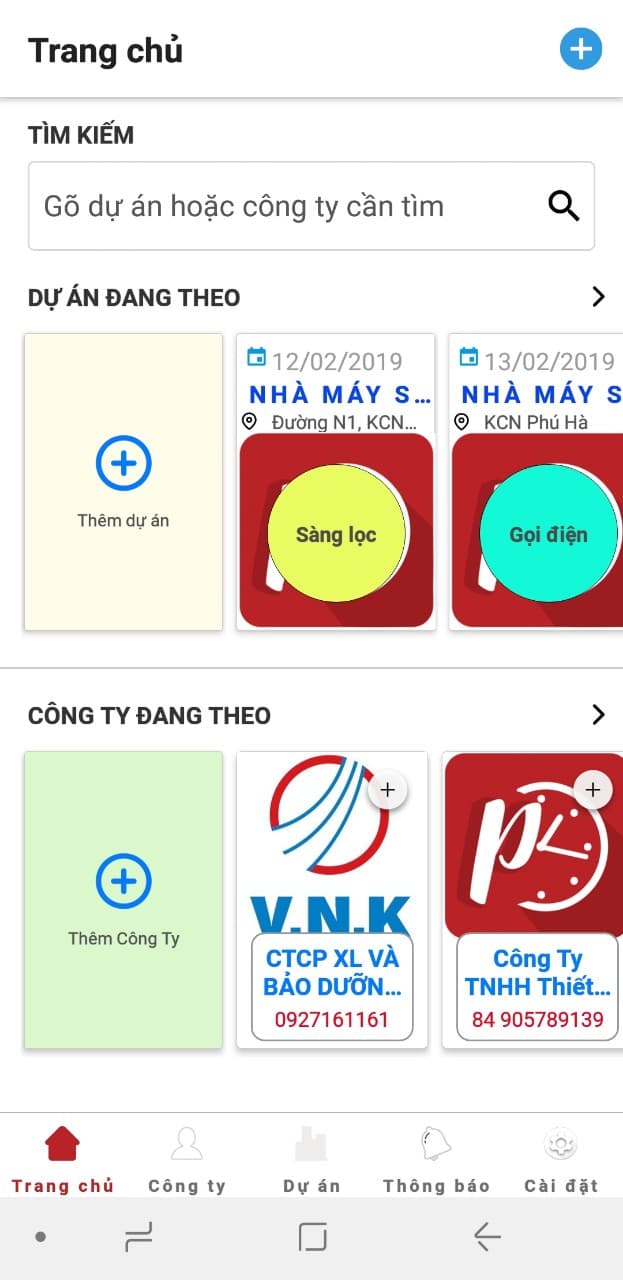 Trang chủ
TÌM KIẾM
Gõ dự án hoặc công ty cần tìm
DỰ ÁN ĐANG THEO
Thêm dự án
12/02/2019
NHÀ MÁY S...
Đường N1, KCN...
Sàng lọc
13/02/2019
NHÀ MÁY S
KCN Phú Hà
Gọi điện
CÔNG TY ĐANG THEO
Thêm Công Ty
V.N.K
CTCP XL VÀ
BẢO DƯỠN...
0927161161
Công Ty
TNHH Thiết...
84 905789139
Trang chủ
Công ty
Dự án
Thông báo
Cài đặt